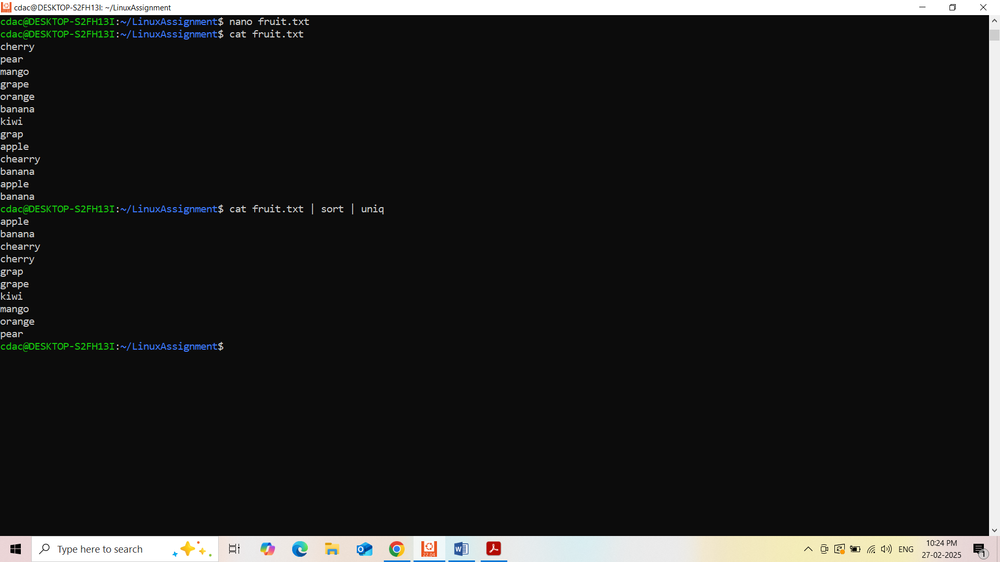 cdac@DESKTOP-S2FH13I: ~/LinuxAssignment
cdac@DESKTOP-S2FH13I:~/LinuxAssignment$ nano fruit.txt
cdac@DESKTOP-S2FH13I:~/LinuxAssignment$ cat fruit.txt
cherry
pear
mango
grape
orange
banana
kiwi
grap
apple
chearry
banana
apple
banana
cdac@DESKTOP-S2FH13I:~/LinuxAssignment$ cat fruit.txt | sort | uniq
apple
banana
chearry
cherry
grap
grape
kiwi
mango
orange
pear
cdac@DESKTOP-S2FH13I:~/LinuxAssignment$
Type here to search
22.04
ENG
10:24 PM
27-02-2025
1